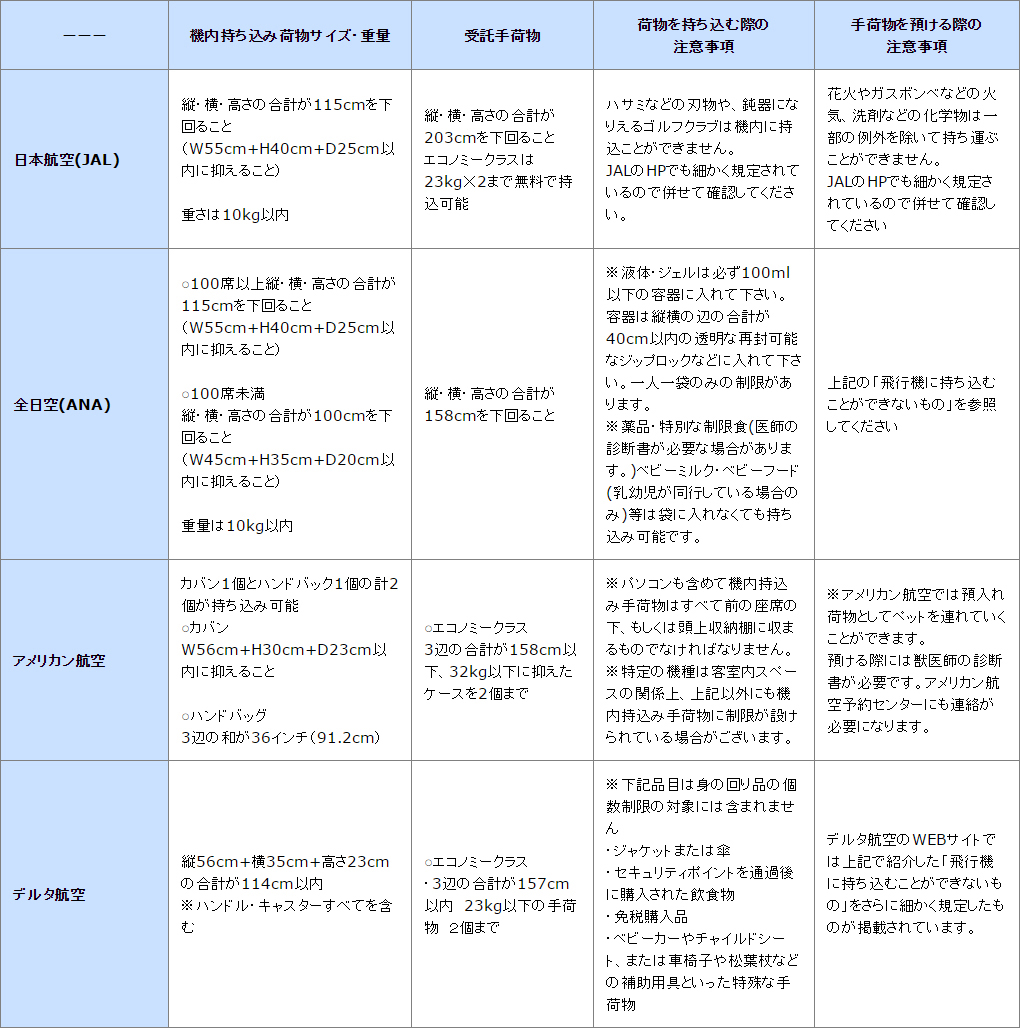 ―――
機内持ち込み荷物サイズ・重量
受託手荷物
荷物を持ち込む際の
注意事項
手荷物を預ける際の
注意事項
日本航空(JAL)
縦・横・高さの合計が115cmを下
回ること
（W55cm+H40cm+D25cm以
内に抑えること）
重さは10kg以内
縦・横・高さの合計が
203cmを下回ること
エコノミークラスは
23kg×2まで無料で持
込可能
ハサミなどの刃物や、鈍器にな
りえるゴルフクラブは機内に持
込ことができません。
JALのHPでも細かく規定されて
いるので併せて確認してくださ
い。
花火やガスボンベなどの火
気、洗剤などの化学物は一
部の例外を除いて持ち運ぶ
ことができません。
JALのHPでも細かく規定さ
れているので併せて確認し
てください
全日空(ANA)
○100席以上縦・横・高さの合計が
115cmを下回ること
（W55cm+H40cm+D25cm以
内に抑えること）
○100席未満
縦・横・高さの合計が100cmを下
回ること
（W45cm+H35cm+D20cm以
内に抑えること）
重量は10kg以内
縦・横・高さの合計が
158cmを下回ること
※液体・ジェルは必ず100ml
以下の容器に入れて下さい。
容器は縦横の辺の合計が
40cm以内の透明な再封可能
なジップロックなどに入れて下さ
い。一人一袋のみの制限があ
ります。
※薬品・特別な制限食(医師の
診断書が必要な場合がありま
す。)ベビーミルク・ベビーフード
(乳幼児が同行している場合の
み)等は袋に入れなくても持ち
込み可能です。
上記の「飛行機に持ち込む
ことができないもの」を参照
してください
アメリカン航空
カバン1個とハンドバック1個の計2
個が持ち込み可能
○カバン
W56cm+H30cm+D23cm以
内に抑えること
○ハンドバッグ
3辺の和が36インチ（91.2cm）
○エコノミークラス
3辺の合計が158cm以
下、32kg以下に抑えた
ケースを2個まで
※パソコンも含めて機内持込
み手荷物はすべて前の座席の
下、もしくは頭上収納棚に収ま
るものでなければなりません。
※特定の機種は客室内スペー
スの関係上、上記以外にも機
内持込み手荷物に制限が設け
られている場合がございます。
※アメリカン航空では預入れ
荷物としてペットを連れていく
ことができます。
預ける際には獣医師の診断
書が必要です。アメリカン航
空予約センターにも連絡が
必要になります。
デルタ航空
縦56cm+横35cm+高さ23cm
の合計が114cm以内
※ハンドル・キャスターすべてを含
む
○エコノミークラス
・3辺の合計が157cm
以内　23kg以下の手荷
物　2個まで
※下記品目は身の回り品の個
数制限の対象には含まれませ
ん
・ジャケットまたは傘
・セキュリティポイントを通過後
に購入された飲食物
・免税購入品
・ベビーカーやチャイルドシー
ト、または車椅子や松葉杖など
の補助用具といった特殊な手
荷物
デルタ航空のWEBサイトで
は上記で紹介した「飛行機
に持ち込むことができないも
の」をさらに細かく規定したも
のが掲載されています。